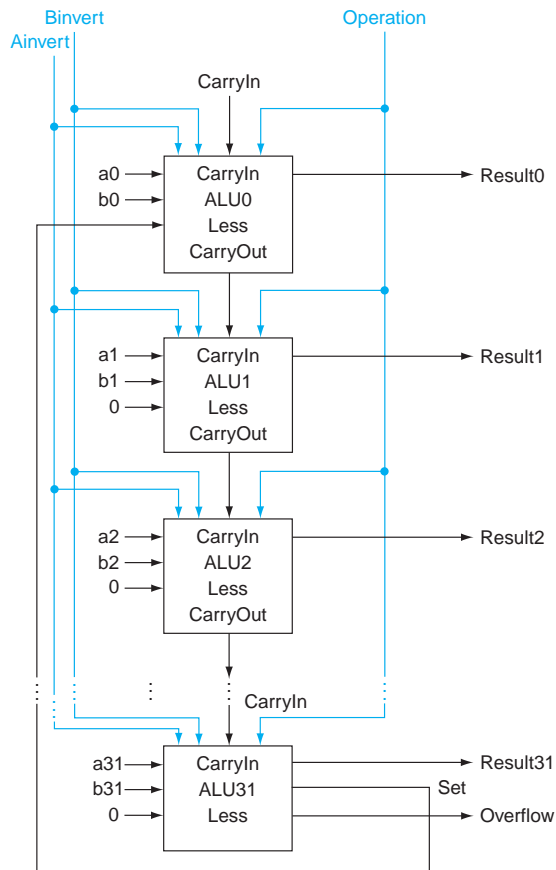 Binvert
Operation
Ainvert
CarryIn
a0
CarryIn
Result0
b0
ALU0
Less
CarryOut
a1
CarryIn
Result1
b1
ALU1
0
Less
CarryOut
a2
CarryIn
Result2
b2
ALU2
0
Less
CarryOut
CarryIn
a31
CarryIn
Result31
b31
ALU31
Set
0
Less
Overflow